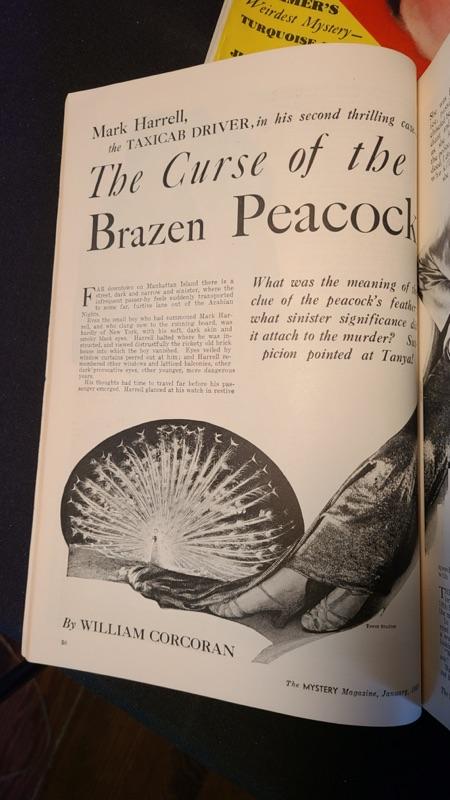 MER'S
Weirdest Mystery—
TURQUOISE
Mark Harrell,
the TAXICAB DRIVER, in his second thrilling case
The Curse of the
Brazen Peacock
FAR downtown on Manhattan Island there is a
street, dark and narrow and sinister, where the
infrequent passer-by feels suddenly transported
to some far, furtive lane out of the Arabian
Nights.
Even the small boy who had summoned Mark Har-
rell, and who clung now to the running board, was
hardly of New York, with his soft, dark skin and
smoky black eyes. Harrell halted where he was in-
structed, and viewed distrustfully the rickety old brick
house into which the boy vanished. Eyes veiled by
window curtains peered out at him; and Harrell re-
membered other windows and latticed balconies, other
dark provocative eyes, other younger, more dangerous
years.
His thoughts had time to travel far before his pas-
senger emerged. Harrell glanced at his watch in restive
What was the meaning of
clue of the peacock's feather
what sinister significance
it attach to the murder?
picion pointed at Tanya!
By WILLIAM CORCORAN
The MYSTERY Magazine, January,